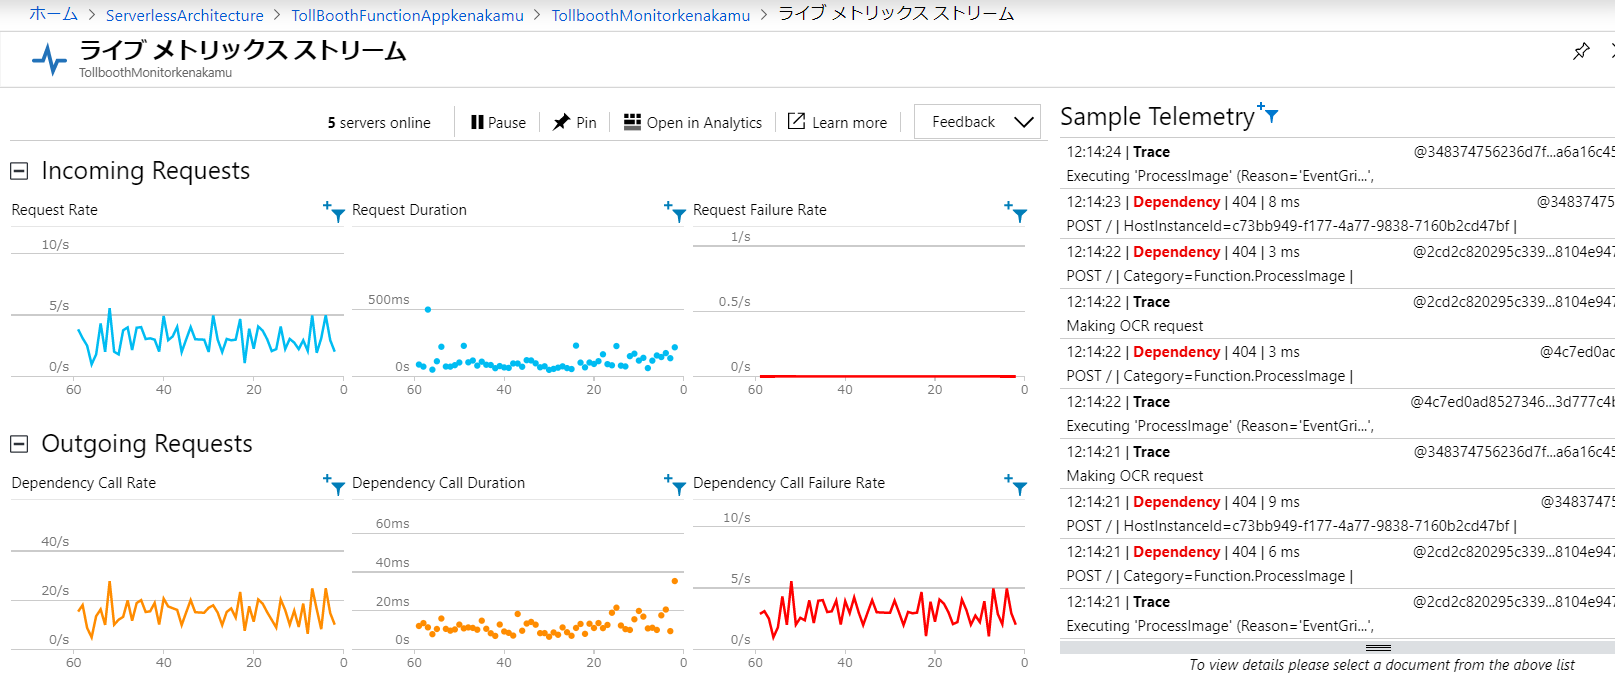 ホーム > ServerlessArchitecture > TollBoothFunctionAppkenakamu > TollboothMonitorkenakamu > ライブ メトリックス ストリーム
ライブ メトリックス ストリーム
TollboothMonitorkenakamu
5 servers online
Pause
Pin
Open in Analytics
Learn more
Feedback
Incoming Requests
Request Rate
10/s
5/s
0/s
60 40 20 0
Request Duration
500ms
0s
60 40 20 0
Request Failure Rate
1/s
0.5/s
0/s
60 40 20 0
Outgoing Requests
Dependency Call Rate
40/s
20/s
0/s
60 40 20 0
Dependency Call Duration
60ms
40ms
20ms
0s
60 40 20 0
Dependency Call Failure Rate
10/s
5/s
0/s
60 40 20 0
Sample Telemetry
12:14:24 | Trace @348374756236d7f...a6a16c45
Executing 'ProcessImage' (Reason='EventGri...',
12:14:23 | Dependency | 404 | 8 ms @34837475
POST / | HostInstanceId=c73bb949-f177-4a77-9838-7160b2cd47bf |
12:14:22 | Dependency | 404 | 3 ms @2cd2c820295c339...8104e947
POST / | Category=Function.ProcessImage |
12:14:22 | Trace @2cd2c820295c339...8104e947
Making OCR request
12:14:22 | Dependency | 404 | 3 ms @4c7ed0ad
POST / | Category=Function.ProcessImage |
12:14:22 | Trace @4c7ed0ad8527346...3d777c4b
Executing 'ProcessImage' (Reason='EventGri...',
12:14:21 | Trace @348374756236d7f...a6a16c45
Making OCR request
12:14:21 | Dependency | 404 | 9 ms @34837475
POST / | HostInstanceId=c73bb949-f177-4a77-9838-7160b2cd47bf |
12:14:21 | Dependency | 404 | 6 ms @2cd2c820295c339...8104e947
POST / | Category=Function.ProcessImage |
12:14:21 | Trace @2cd2c820295c339...8104e947
Executing 'ProcessImage' (Reason='EventGri...',
To view details please select a document from the above list